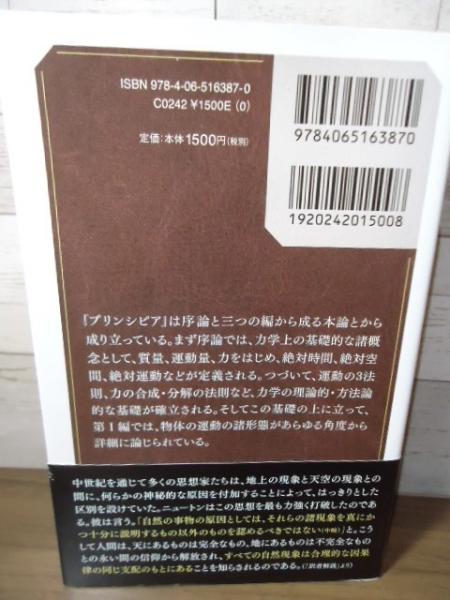 ISBN 978-4-06-516387-0
C0242 ¥1500E (0)
定価：本体1500円（税別）
9784065163870
1920242015008
『プリンシピア』は序論と三つの編から成る本論とから
成り立っている。まず序論では、力学上の基礎的な諸概
念として、質量、運動量、力をはじめ、絶対時間、絶対空
間、絶対運動などが定義される。つづいて、運動の3法
則、力の合成・分解の法則など、力学の理論的・方法論
的な基礎が確立される。そしてこの基礎の上に立って、
第1編では、物体の運動の諸形態があらゆる角度から
詳細に論じられている。
中世紀を通じて多くの思想家たちは、地上の現象と天空の現象との
間に、何らかの神秘的な原因を付加することによって、はっきりとした
区別を設けていた。ニュートンはこの思想を最も力強く打破したのであ
る。彼は言う。「自然の事物の原因としては、それらの諸現象を真にか
つ十分に説明するもの以外のものを認めるべきではない（中略）」と。こう
して人間は、天にあるものは完全なもの、地にあるものは不完全なもの
との永い間の信仰から解放され、すべての自然現象は合理的な因果
律の同じ支配のもとにあることを知らされるのである。（「訳者解説」より）